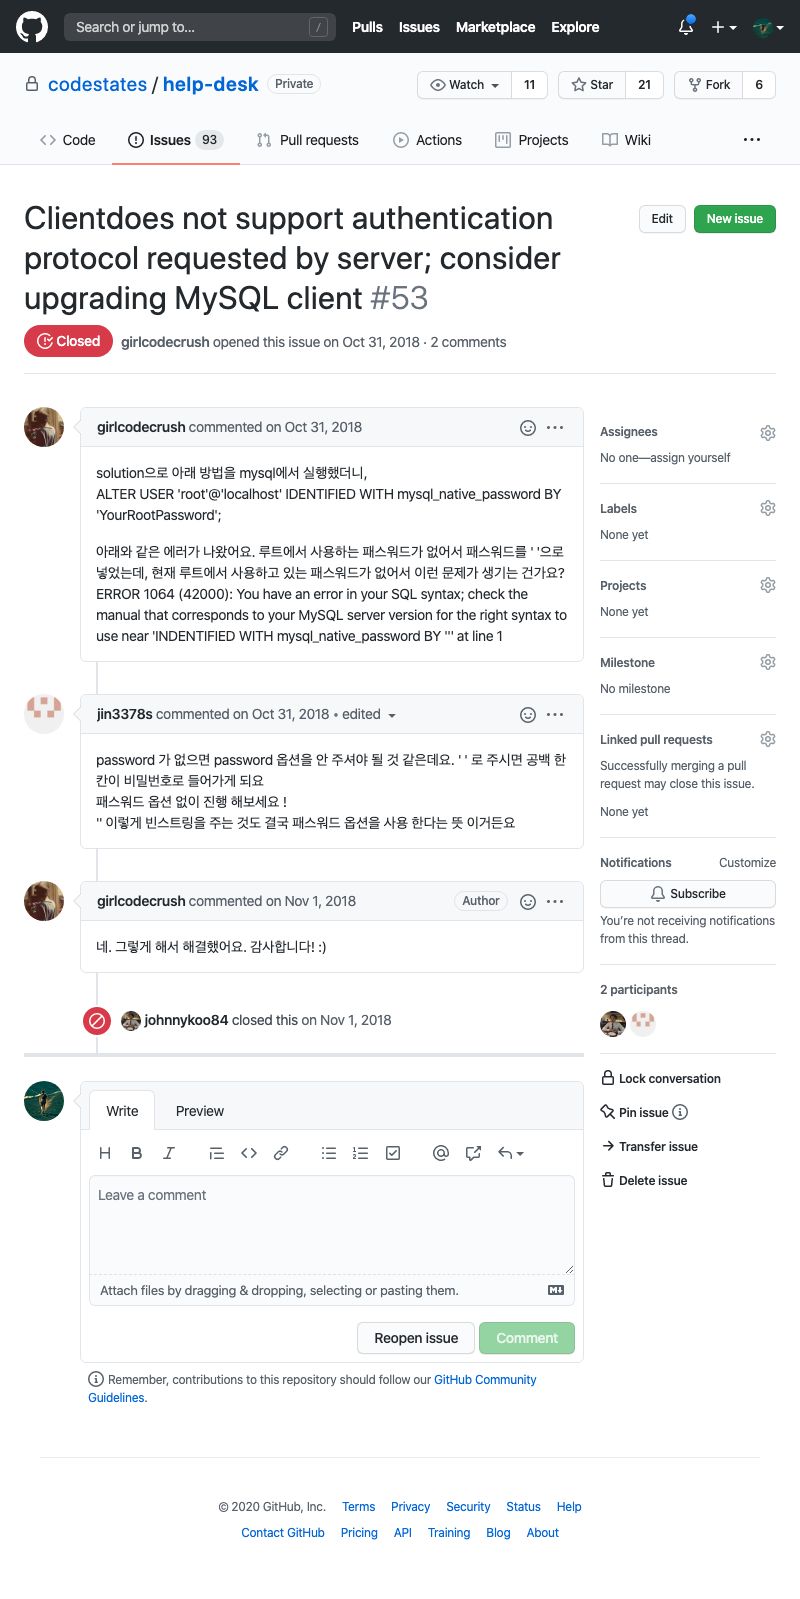 Search or jump to...
/
Pulls
Issues
Marketplace
Explore
codestates / help-desk
Private
Watch
11
Star
21
Fork
6
Code
Issues 93
Pull requests
Actions
Projects
Wiki
Clientdoes not support authentication
protocol requested by server; consider
upgrading MySQL client #53
Edit
New issue
Closed
girlcodecrush opened this issue on Oct 31, 2018 · 2 comments
girlcodecrush commented on Oct 31, 2018
solution으로 아래 방법을 mysql에서 실행했더니,
ALTER USER 'root'@'localhost' IDENTIFIED WITH mysql_native_password BY
'YourRootPassword';
아래와 같은 에러가 나왔어요. 루트에서 사용하는 패스워드가 없어서 패스워드를 ' '으로
넣었는데, 현재 루트에서 사용하고 있는 패스워드가 없어서 이런 문제가 생기는 건가요?
ERROR 1064 (42000): You have an error in your SQL syntax; check the
manual that corresponds to your MySQL server version for the right syntax to
use near 'INDENTIFIED WITH mysql_native_password BY ''' at line 1
jin3378s commented on Oct 31, 2018 • edited
password 가 없으면 password 옵션을 안 주셔야 될 것 같은데요. ' ' 로 주시면 공백 한
칸이 비밀번호로 들어가게 되요
패스워드 옵션 없이 진행 해보세요 !
'' 이렇게 빈스트링을 주는 것도 결국 패스워드 옵션을 사용 한다는 뜻 이거든요
girlcodecrush commented on Nov 1, 2018
Author
네. 그렇게 해서 해결했어요. 감사합니다! :)
johnnykoo84 closed this on Nov 1, 2018
Write
Preview
H B I
Leave a comment
Attach files by dragging & dropping, selecting or pasting them.
Reopen issue
Comment
Remember, contributions to this repository should follow our GitHub Community
Guidelines.
Assignees
No one—assign yourself
Labels
None yet
Projects
None yet
Milestone
No milestone
Linked pull requests
Successfully merging a pull
request may close this issue.
None yet
Notifications
Customize
Subscribe
You're not receiving notifications
from this thread.
2 participants
Lock conversation
Pin issue
Transfer issue
Delete issue
© 2020 GitHub, Inc.
Terms
Privacy
Security
Status
Help
Contact GitHub
Pricing
API
Training
Blog
About